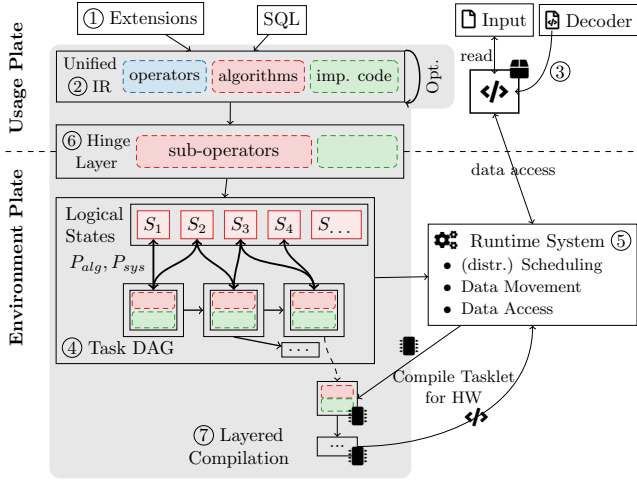 ① Extensions
SQL
Input
Decoder
Usage Plate
Unified
② IR
operators
algorithms
imp. code
Opt.
read
③
</>
⑥ Hinge
Layer
sub-operators
data access
Environment Plate
Logical
States
S1
S2
S3
S4
S...
Palg, Psys
Runtime System ⑤
• (distr.) Scheduling
• Data Movement
• Data Access
④ Task DAG
...
Compile Tasklet
for HW
</>
⑦ Layered
Compilation
...